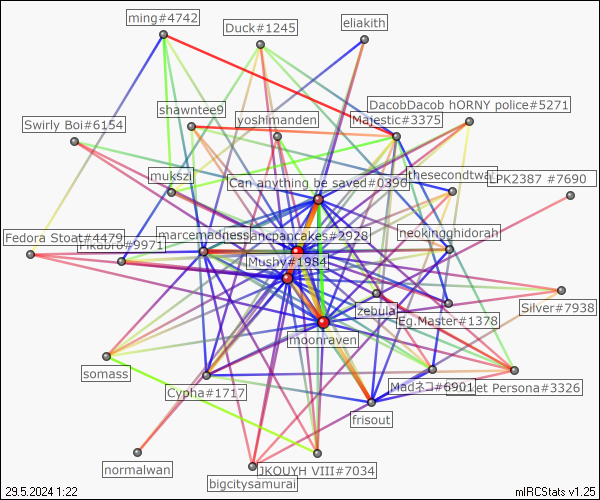 ming#4742
Duck#1245
eliakith
shawntee9
yoshimanden
Majestic#3375
DacobDacob hORNY police#5271
Swirly Boi#6154
mukszi
Can anything be saved#0396
thesecondtwat
LPK2387 #7690
Fedora Stoat#4479
#9971
marcemadness
ancpancakes#2928
neokingghidorah
Mushy#1984
zebula
Eg.Master#1378
Silver#7938
moonraven
somass
Cypha#1717
Madネコ#6901
et Persona#3326
frisout
normalwan
bigcitysamurai
JKOUYH VIII#7034
29.5.2024 1:22
mIRCStats v1.25